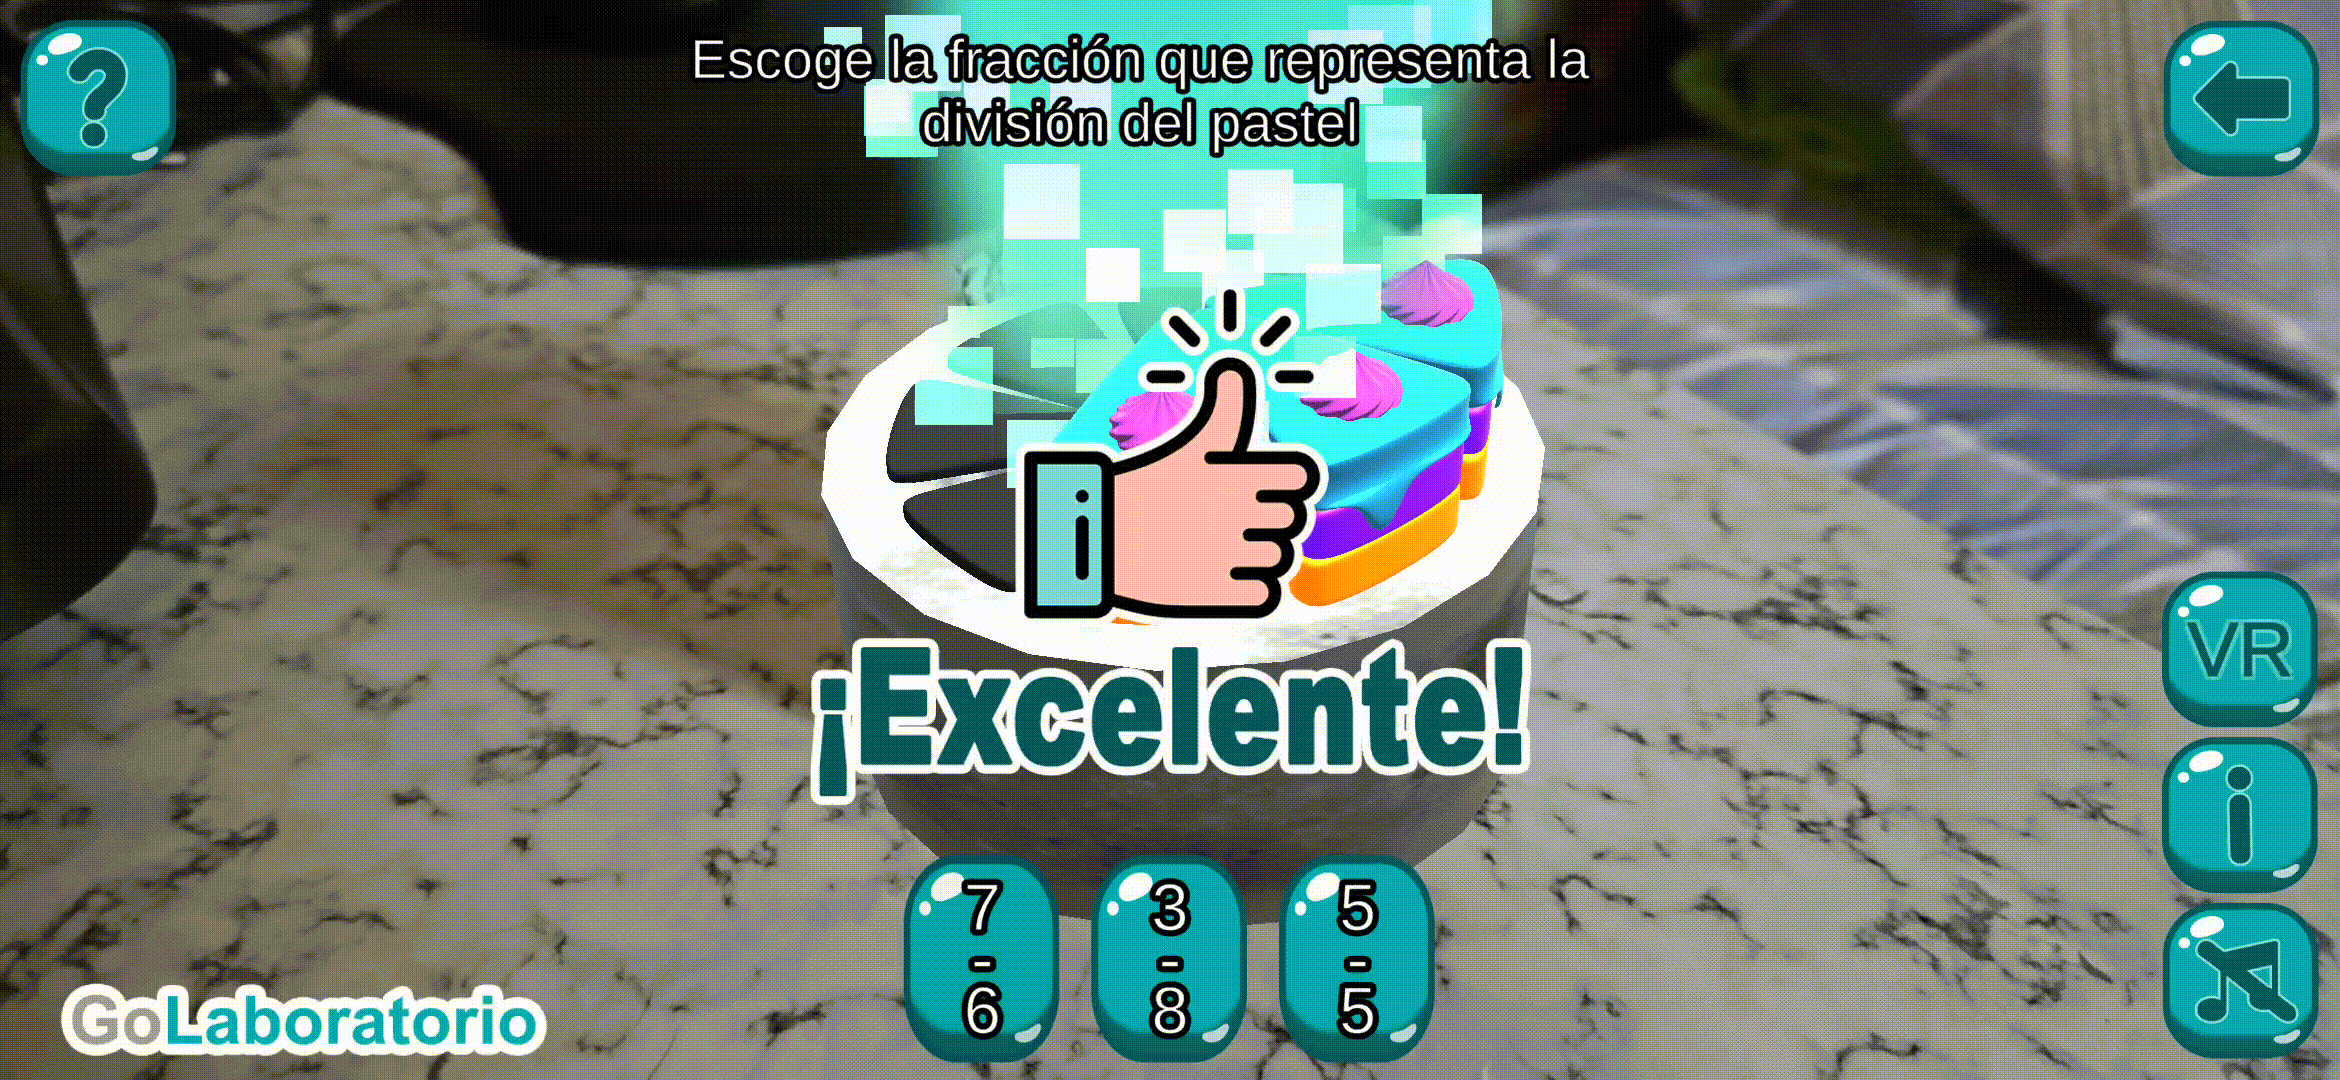 Escoge la fracción que representa la
división del pastel
¡Excelente!
VR
7 3 5
- - -
6 8 5
GoLaboratorio